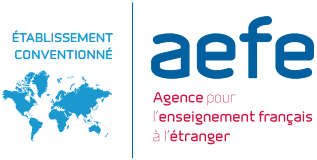 ÉTABLISSEMENT
CONVENTIONNÉ
aefe
Agence pour
l'enseignement français
à l'étranger